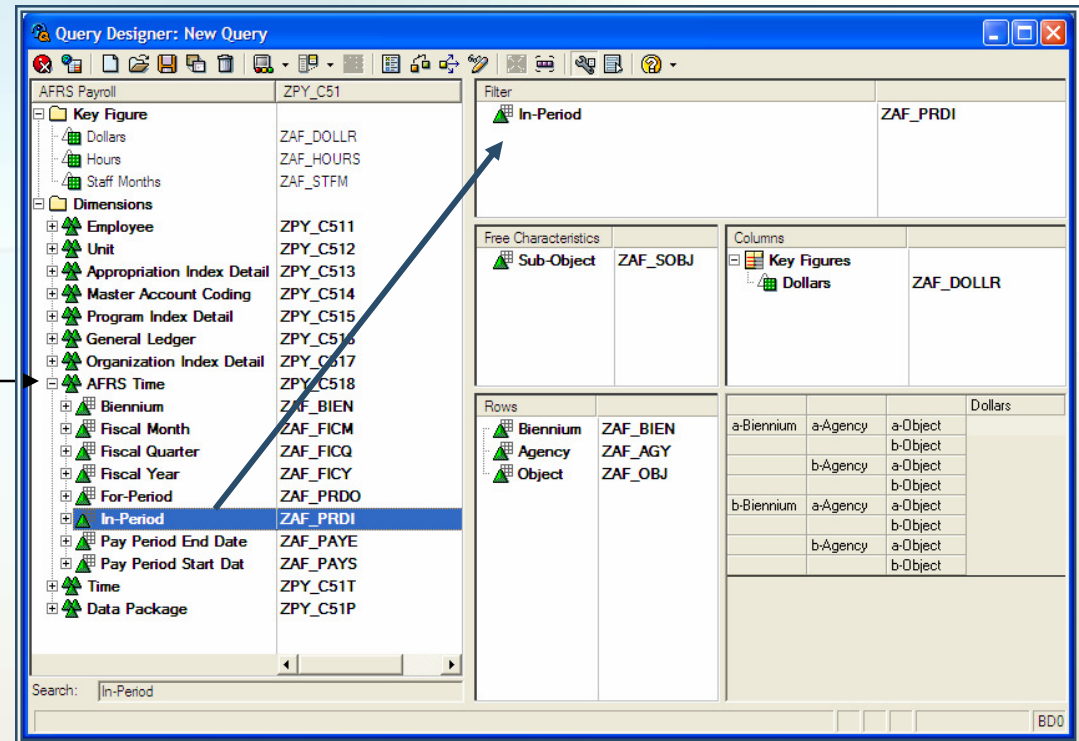 Query Designer: New Query
AFRS Payroll ZPY_C51
Key Figure
Dollars ZAF_DOLLR
Hours ZAF_HOURS
Staff Months ZAF_STFM
Dimensions
Employee ZPY_C511
Unit ZPY_C512
Appropriation Index Detail ZPY_C513
Master Account Coding ZPY_C514
Program Index Detail ZPY_C515
General Ledger ZPY_C516
Organization Index Detail ZPY_C517
AFRS Time ZPY_C518
Biennium ZAF_BIEN
Fiscal Month ZAF_FICM
Fiscal Quarter ZAF_FICQ
Fiscal Year ZAF_FICY
For-Period ZAF_PRDO
In-Period ZAF_PRDI
Pay Period End Date ZAF_PAYE
Pay Period Start Dat ZAF_PAYS
Time ZPY_C51T
Data Package ZPY_C51P
Search: In-Period
Filter
In-Period ZAF_PRDI
Free Characteristics
Sub-Object ZAF_SOBJ
Columns
Key Figures
Dollars ZAF_DOLLR
Rows
Biennium ZAF_BIEN
Agency ZAF_AGY
Object ZAF_OBJ
Dollars
a-Biennium a-Agency a-Object
b-Object
b-Agency a-Object
b-Object
b-Biennium a-Agency a-Object
b-Object
b-Agency a-Object
b-Object
BD0